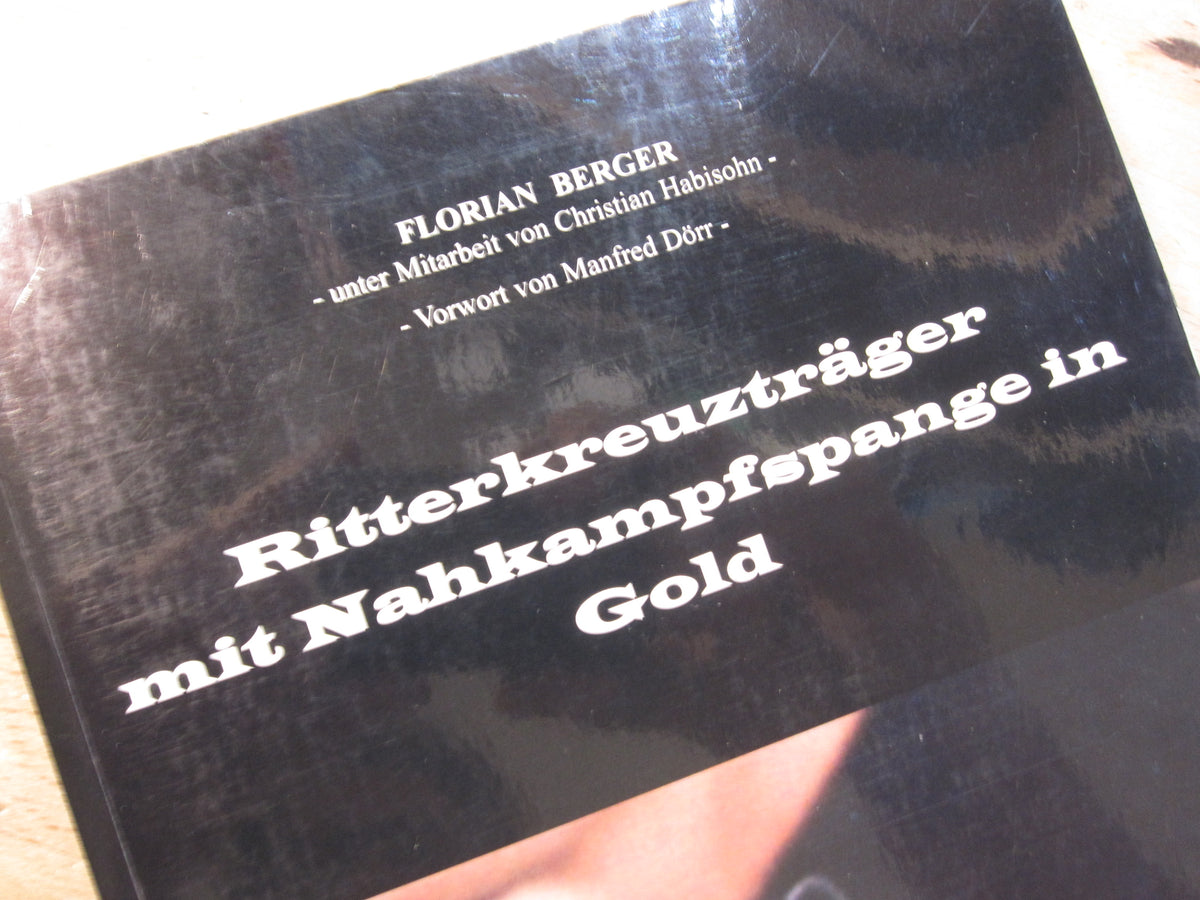 FLORIAN BERGER
- unter Mitarbeit von Christian Habisohn -
- Vorwort von Manfred Dörr -
Ritterkreuzträger
mit Nahkampfspange in
Gold